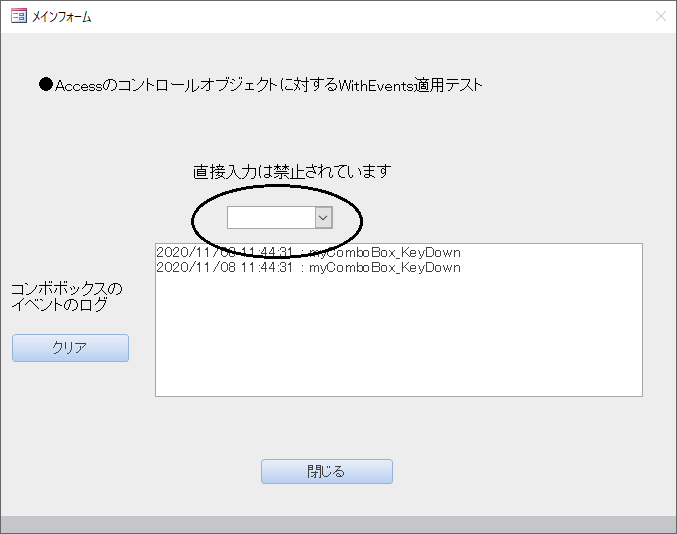 メインフォーム
●AccessのコントロールオブジェクトにWithEvents適用テスト
直接入力は禁止されています
2020/11/08 11:44:31 : myComboBox_KeyDown
2020/11/08 11:44:31 : myComboBox_KeyDown
コンボボックスの
イベントのログ
クリア
閉じる